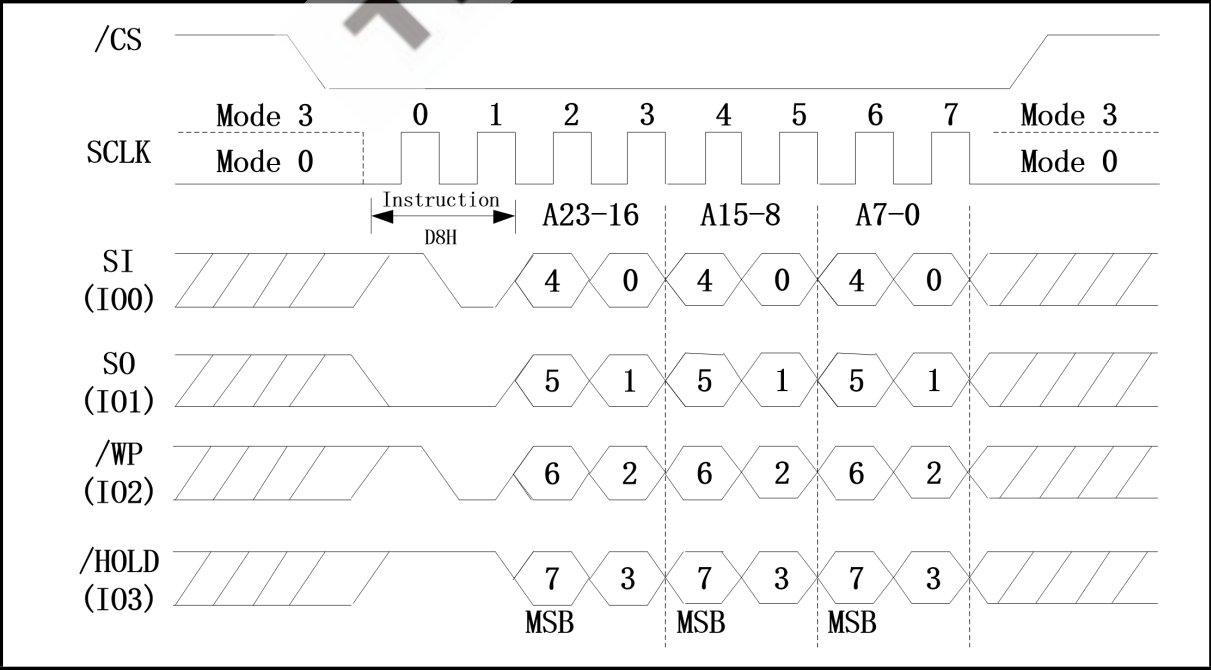 /CS
Mode 3 0 1 2 3 4 5 6 7 Mode 3
SCLK
Mode 0 Mode 0
Instruction
A23-16 A15-8 A7-0
D8H
SI
(IO0)
4 0 4 0 4 0
SO
(IO1)
5 1 5 1 5 1
/WP
(IO2)
6 2 6 2 6 2
/HOLD
(IO3)
7 3 7 3 7 3
MSB MSB MSB